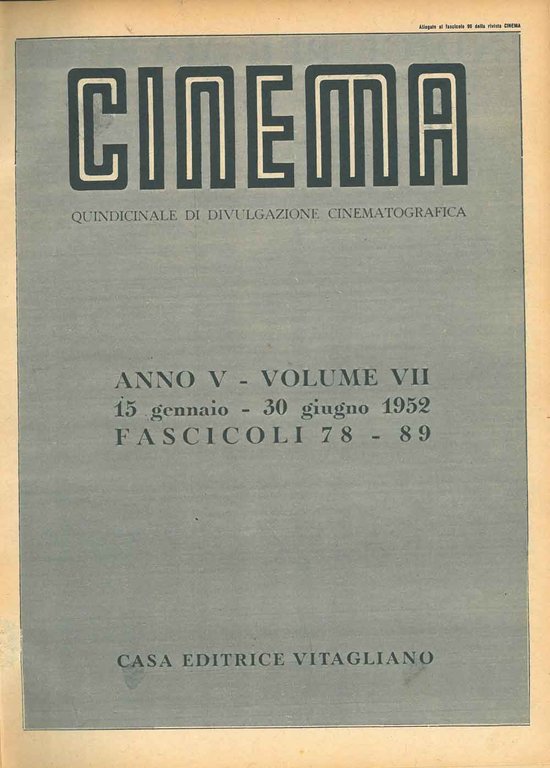 Allegato al fascicolo 90 della rivista CINEMA
CINEMA
QUINDICINALE DI DIVULGAZIONE CINEMATOGRAFICA
ANNO V - VOLUME VII
15 gennaio - 30 giugno 1952
FASCICOLI 78 - 89
CASA EDITRICE VITAGLIANO